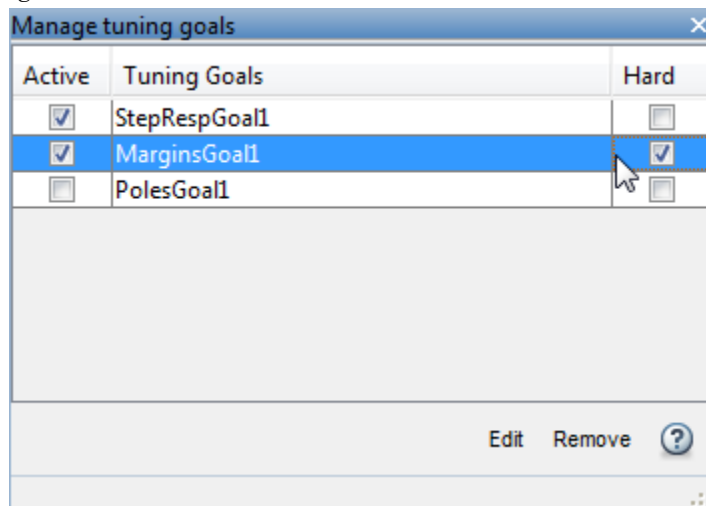 Manage tuning goals
Active Tuning Goals Hard
StepRespGoal1
MarginsGoal1
PolesGoal1
Edit Remove ?